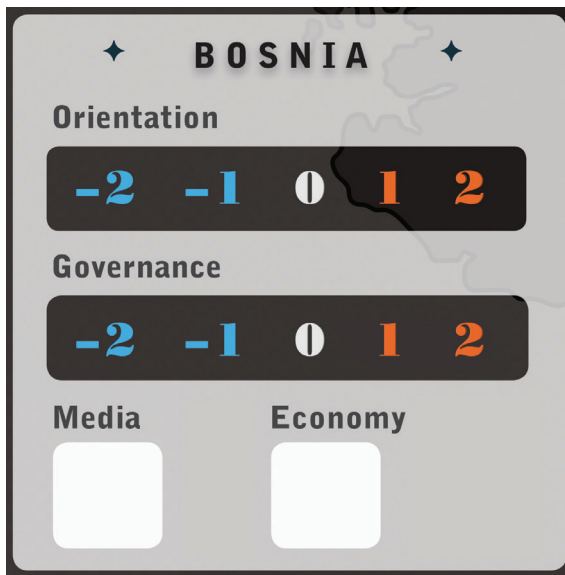 BOSNIA
Orientation
-2 -1 0 1 2
Governance
-2 -1 0 1 2
Media Economy